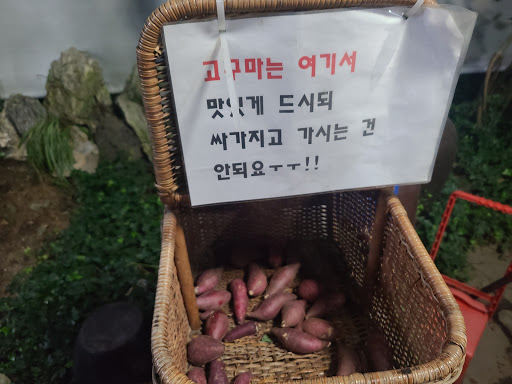 고구마는 여기서
맛있게 드시되
싸가지고 가시는 건
안되요ㅜㅜ!!